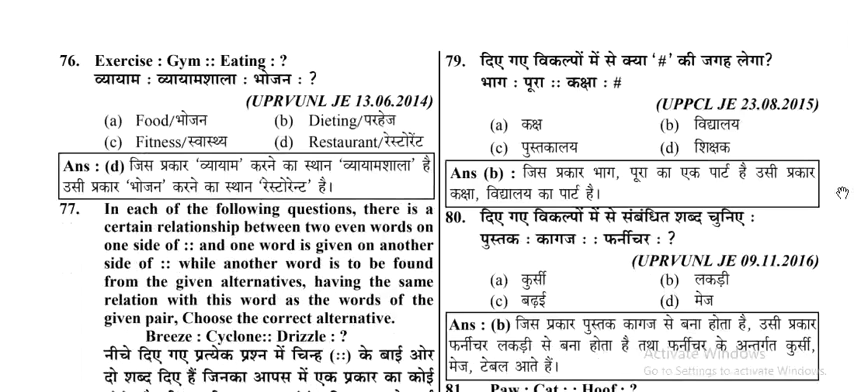 76. Exercise : Gym :: Eating : ?
व्यायाम : व्यायामशाला : भोजन : ?
(UPRVUNL JE 13.06.2014)
(a) Food/भोजन (b) Dieting/परहेज
(c) Fitness/स्वास्थ्य (d) Restaurant/रेस्टोरेंट
Ans : (d) जिस प्रकार 'व्यायाम' करने का स्थान 'व्यायामशाला' है
उसी प्रकार 'भोजन' करने का स्थान 'रेस्टोरेन्ट' है।
77. In each of the following questions, there is a
certain relationship between two even words on
one side of :: and one word is given on another
side of :: while another word is to be found
from the given alternatives, having the same
relation with this word as the words of the
given pair, Choose the correct alternative.
Breeze : Cyclone:: Drizzle : ?
नीचे दिए गए प्रत्येक प्रश्न में चिन्ह (::) के बाई ओर
दो शब्द दिए हैं जिनका आपस में एक प्रकार का कोई
79. दिए गए विकल्पों में से क्या '#' की जगह लेगा?
भाग : पूरा :: कक्षा : #
(UPPCL JE 23.08.2015)
(a) कक्ष (b) विद्यालय
(c) पुस्तकालय (d) शिक्षक
Ans (b) : जिस प्रकार भाग, पूरा का एक पार्ट है उसी प्रकार
कक्षा, विद्यालय का पार्ट है।
80. दिए गए विकल्पों में से संबंधित शब्द चुनिए :
पुस्तक : कागज : : फर्नीचर : ?
(UPRVUNL JE 09.11.2016)
(a) कुर्सी (b) लकड़ी
(c) बढ़ई (d) मेज
Ans : (b) जिस प्रकार पुस्तक कागज से बना होता है, उसी प्रकार
फर्नीचर लकड़ी से बना होता है तथा फर्नीचर के अन्तर्गत कुर्सी,
मेज, टेबल आते हैं।
Activate Windows
Go to Settings to activate Windows.
81. Paw : Cat : : Hoof : ?